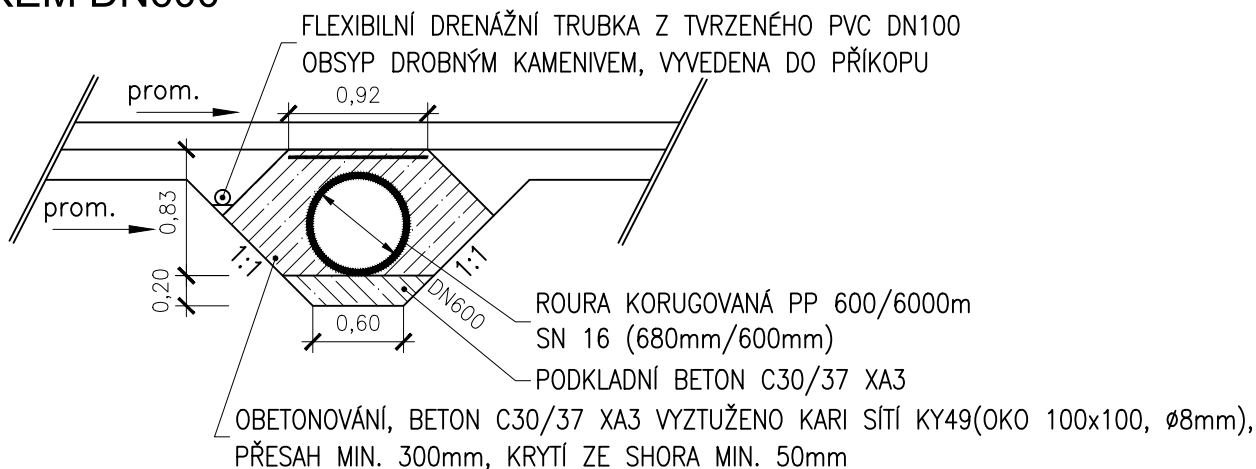 DN600
FLEXIBILNÍ DRENÁŽNÍ TRUBKA Z TVRZENÉHO PVC DN100
OBSYP DROBNÝM KAMENIVEM, VYVEDENA DO PŘÍKOPU
prom.
0,92
prom.
0,83
0,20
1:1
1:1
DN600
0,60
ROURA KORUGOVANÁ PP 600/6000m
SN 16 (680mm/600mm)
PODKLADNÍ BETON C30/37 XA3
OBETONOVÁNÍ, BETON C30/37 XA3 VYZTUŽENO KARI SÍTÍ KY49(OKO 100x100, ø8mm),
PŘESAH MIN. 300mm, KRYTÍ ZE SHORA MIN. 50mm